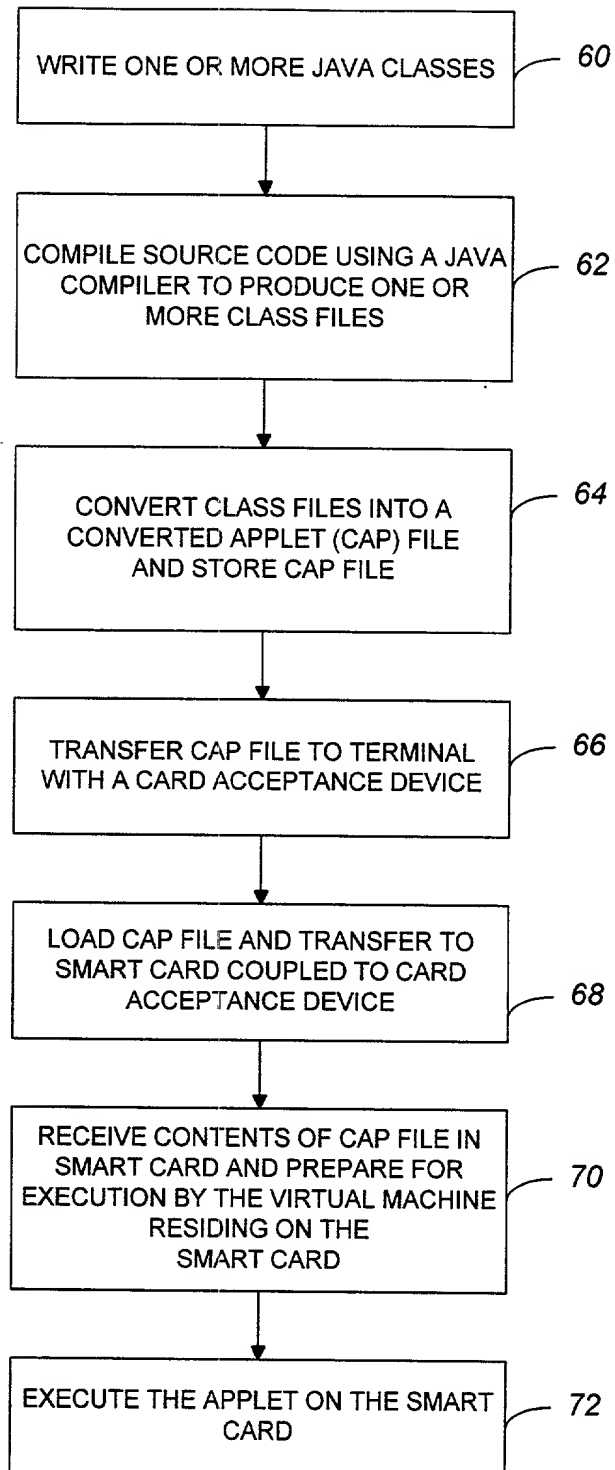 WRITE ONE OR MORE JAVA CLASSES
60
COMPILE SOURCE CODE USING A JAVA
COMPILER TO PRODUCE ONE OR
MORE CLASS FILES
62
CONVERT CLASS FILES INTO A
CONVERTED APPLET (CAP) FILE
AND STORE CAP FILE
64
TRANSFER CAP FILE TO TERMINAL
WITH A CARD ACCEPTANCE DEVICE
66
LOAD CAP FILE AND TRANSFER TO
SMART CARD COUPLED TO CARD
ACCEPTANCE DEVICE
68
RECEIVE CONTENTS OF CAP FILE IN
SMART CARD AND PREPARE FOR
EXECUTION BY THE VIRTUAL MACHINE
RESIDING ON THE
SMART CARD
70
EXECUTE THE APPLET ON THE SMART
CARD
72